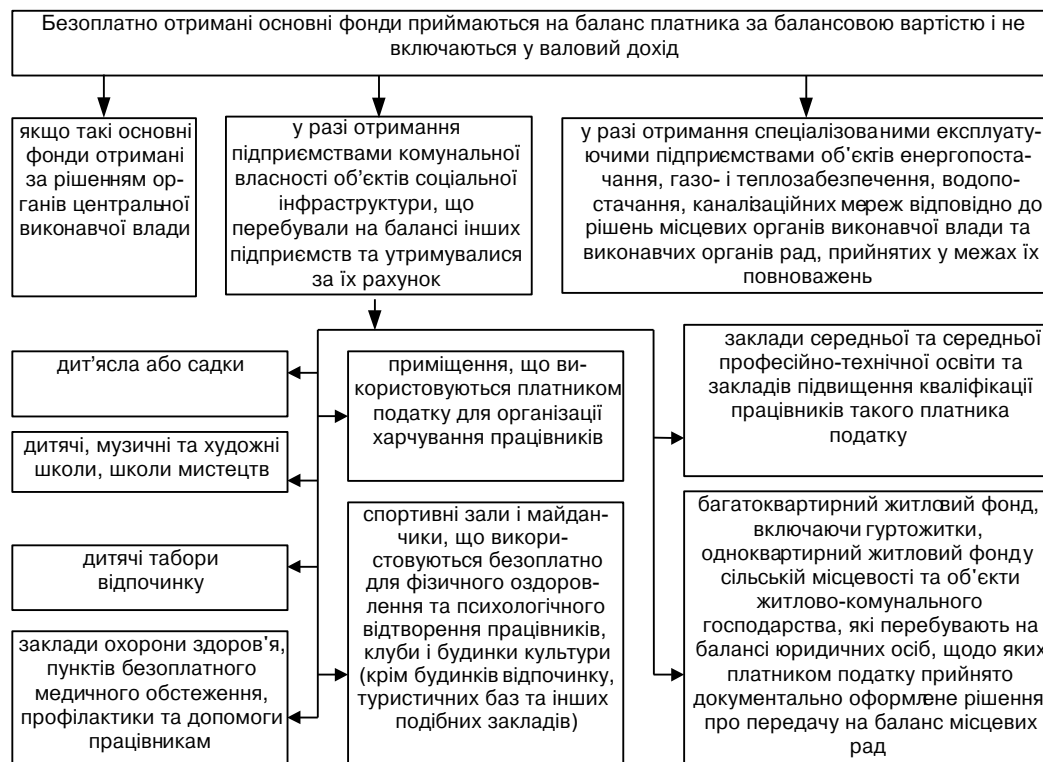 Безоплатно отримані основні фонди приймаються на баланс платника за балансовою вартістю і не
включаються у валовий дохід
якщо такі основні
фонди отримані
за рішенням ор-
ганів центральної
виконавчої влади
у разі отримання
підприємствами комунальної
власності об’єктів соціальної
інфраструктури, що
перебували на балансі інших
підприємств та утримувалися
за їх рахунок
у разі отримання спеціалізованими експлуату-
ючими підприємствами об'єктів енергопоста-
чання, газо- і теплозабезпечення, водопо-
стачання, каналізаційних мереж відповідно до
рішень місцевих органів виконавчої влади та
виконавчих органів рад, прийнятих у межах їх
повноважень
дит’ясла або садки
дитячі, музичні та художні
школи, школи мистецтв
дитячі табори
відпочинку
заклади охорони здоров'я,
пунктів безоплатного
медичного обстеження,
профілактики та допомоги
працівникам
приміщення, що ви-
користовуються платником
податку для організації
харчування працівників
спортивні зали і майдан-
чики, що викори-
стовуються безоплатно
для фізичного оздоров-
лення та психологічного
відтворення працівників,
клуби і будинки культури
(крім будинків відпочинку,
туристичних баз та інших
подібних закладів)
заклади середньої та середньої
професійно-технічної освіти та
закладів підвищення кваліфікації
працівників такого платника
податку
багатоквартирний житловий фонд,
включаючи гуртожитки,
одноквартирний житловий фонд у
сільській місцевості та об'єкти
житлово-комунального
господарства, які перебувають на
балансі юридичних осіб, щодо яких
платником податку прийнято
документально оформлене рішення
про передачу на баланс місцевих
рад